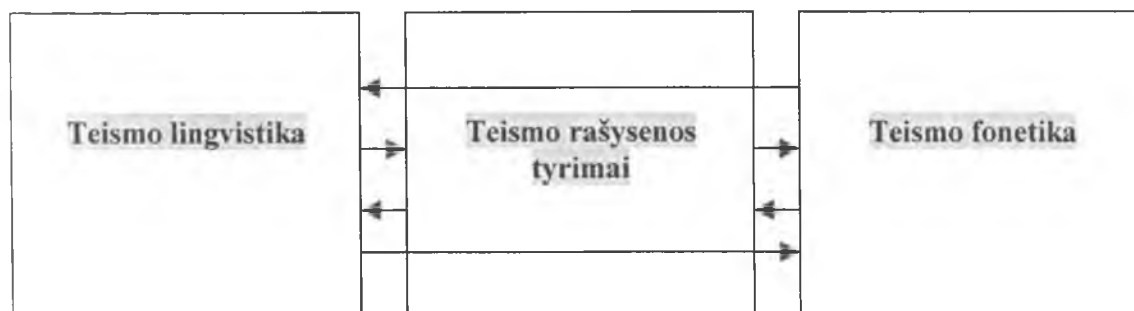 Teismo lingvistika
Teismo rašysenos
tyrimai
Teismo fonetika